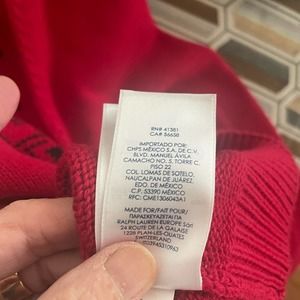 RN# 41381
CA# 56658
IMPORTADO POR:
CHPS MÉXICO S.A. DE C.V.
BLVD. MANUEL ÁVILA
CAMACHO NO. 5, TORRE C,
PISO 22
COL. LOMAS DE SOTELO,
NAUCALPAN DE JUÁREZ,
EDO. DE MÉXICO
C.P. 53390 MÉXICO
RFC: CME1306043A1
MADE FOR/FAIT POUR/
ΠΑΡΑΣΚΕΥΑΖΕΤΑΙ ΓΙΑ
RALPH LAUREN EUROPE Sàrl
24 ROUTE DE LA GALAISE
1228 PLAN-LES-OUATES
SWITZERLAND